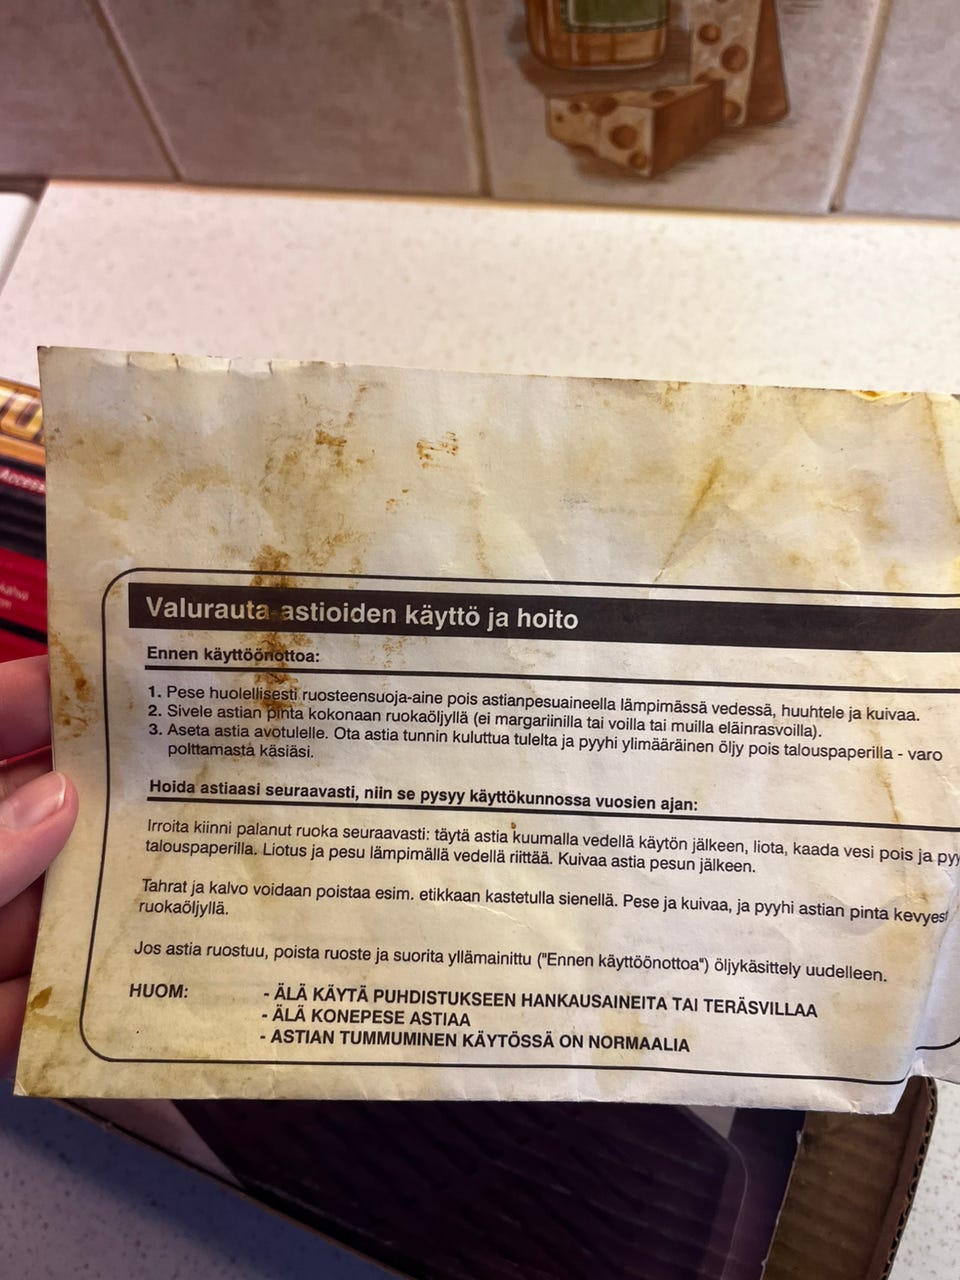 Valurauta-astioiden käyttö ja hoito
Ennen käyttöönottoa:
1. Pese huolellisesti ruosteensuoja-aine pois astianpesuaineella lämpimässä vedessä, huuhtele ja kuivaa.
2. Sivele astian pinta kokonaan ruokaöljyllä (ei margariinilla tai voilla tai muilla eläinrasvoilla).
3. Aseta astia avotulelle. Ota astia tunnin kuluttua tulelta ja pyyhi ylimääräinen öljy pois talouspaperilla - varo
polttamasta käsiäsi.
Hoida astiaasi seuraavasti, niin se pysyy käyttökunnossa vuosien ajan:
Irroita kiinni palanut ruoka seuraavasti: täytä astia kuumalla vedellä käytön jälkeen, liota, kaada vesi pois ja
talouspaperilla. Liotus ja pesu lämpimällä vedellä riittää. Kuivaa astia pesun jälkeen.
Tahrat ja kalvo voidaan poistaa esim. etikkaan kastetulla sienellä. Pese ja kuivaa, ja pyyhi astian pinta
ruokaöljyllä.
Jos astia ruostuu, poista ruoste ja suorita yllämainittu ("Ennen käyttöönottoa") öljykäsittely uudelleen.
HUOM: - ÄLÄ KÄYTÄ PUHDISTUKSEEN HANKAUSAINEITA TAI TERÄSVILLAA
- ÄLÄ KONEPESE ASTIAA
- ASTIAN TUMMUMINEN KÄYTÖSSÄ ON NORMAALIA